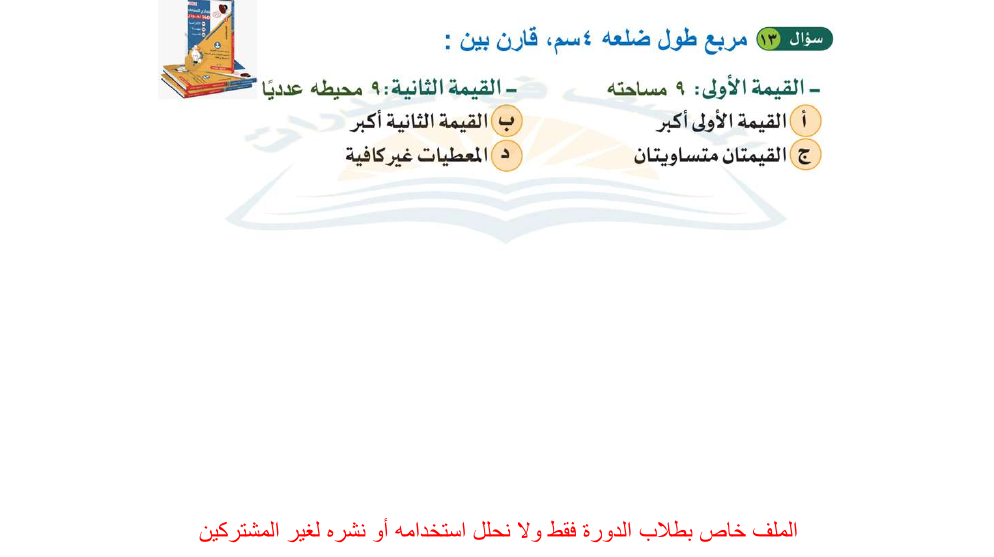 سؤال ١٣ مربع طول ضلعه ٤سم، قارن بين :
- القيمة الأولى: ٩ مساحته - القيمة الثانية: ٩ محيطه عدديًا
أ القيمة الأولى أكبر ب القيمة الثانية أكبر
ج القيمتان متساويتان د المعطيات غير كافية
الملف خاص بطلاب الدورة فقط ولا نحلل استخدامه أو نشره لغير المشتركين